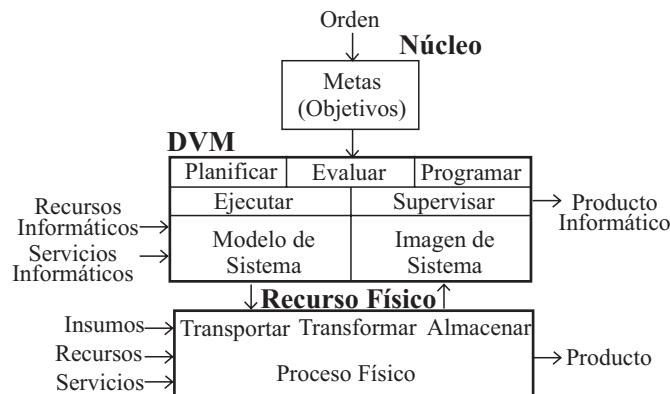 Orden
Núcleo
Metas
(Objetivos)
DVM
Planificar Evaluar Programar
Ejecutar Supervisar
Recursos
Informáticos
Servicios
Informáticos
Modelo de
Sistema
Imagen de
Sistema
Producto
Informático
Recurso Físico
Insumos
Recursos
Servicios
Transportar Transformar Almacenar
Proceso Físico
Producto